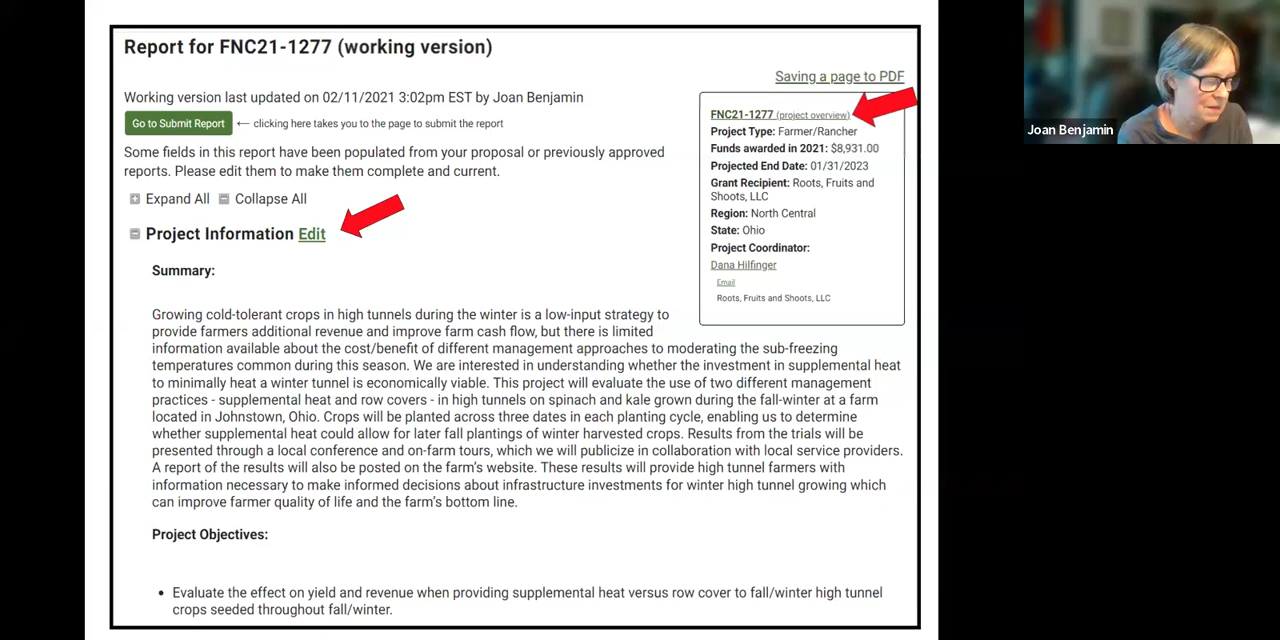 Report for FNC21-1277 (working version)
Saving a page to PDF
Working version last updated on 02/11/2021 3:02pm EST by Joan Benjamin
Go to Submit Report ← clicking here takes you to the page to submit the report
Some fields in this report have been populated from your proposal or previously approved
reports. Please edit them to make them complete and current.
Expand All Collapse All
Project Information Edit
FNC21-1277 (project overview)
Project Type: Farmer/Rancher
Funds awarded in 2021: $8,931.00
Projected End Date: 01/31/2023
Grant Recipient: Roots, Fruits and
Shoots, LLC
Region: North Central
State: Ohio
Project Coordinator:
Dana Hilfinger
Email
Roots, Fruits and Shoots, LLC
Summary:
Growing cold-tolerant crops in high tunnels during the winter is a low-input strategy to
provide farmers additional revenue and improve farm cash flow, but there is limited
information available about the cost/benefit of different management approaches to moderating the sub-freezing
temperatures common during this season. We are interested in understanding whether the investment in supplemental heat
to minimally heat a winter tunnel is economically viable. This project will evaluate the use of two different management
practices - supplemental heat and row covers - in high tunnels on spinach and kale grown during the fall-winter at a farm
located in Johnstown, Ohio. Crops will be planted across three dates in each planting cycle, enabling us to determine
whether supplemental heat could allow for later fall plantings of winter harvested crops. Results from the trials will be
presented through a local conference and on-farm tours, which we will publicize in collaboration with local service providers.
A report of the results will also be posted on the farm's website. These results will provide high tunnel farmers with
information necessary to make informed decisions about infrastructure investments for winter high tunnel growing which
can improve farmer quality of life and the farm's bottom line.
Project Objectives:
• Evaluate the effect on yield and revenue when providing supplemental heat versus row cover to fall/winter high tunnel
crops seeded throughout fall/winter.
Joan Benjamin